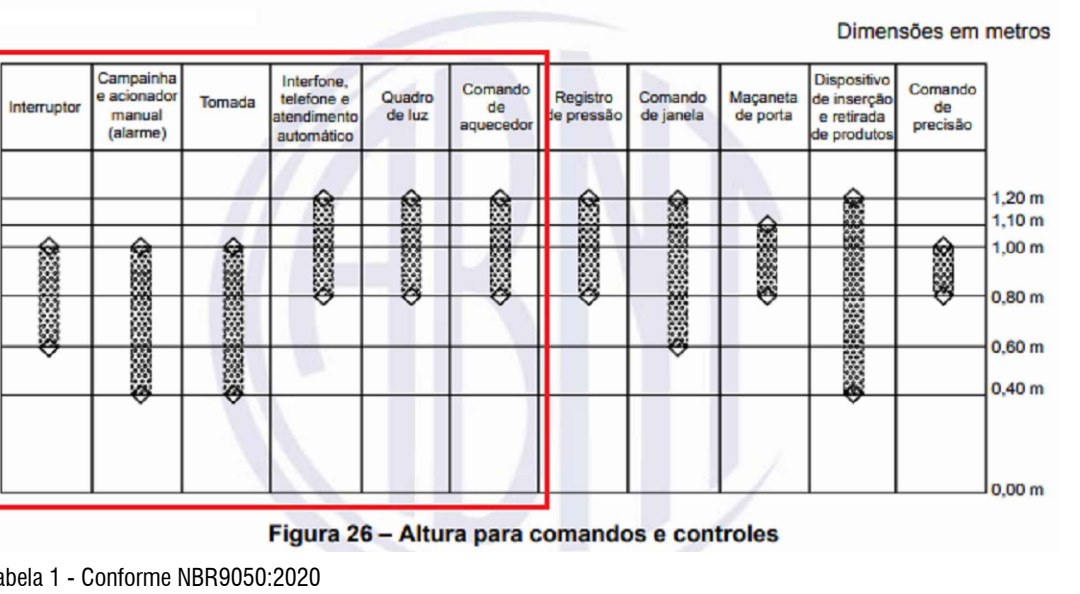 Dimensões em metros
Interruptor
Campainha
e acionador
manual
(alarme)
Tomada
Interfone,
telefone e
atendimento
automático
Quadro
de luz
Comando
de
aquecedor
Registro
de pressão
Comando
de janela
Maçaneta
de porta
Dispositivo
de inserção
e retirada
de produtos
Comando
de
precisão
1,20 m
1,10 m
1,00 m
0,80 m
0,60 m
0,40 m
0,00 m
Figura 26 – Altura para comandos e controles
abela 1 - Conforme NBR9050:2020
ABNT